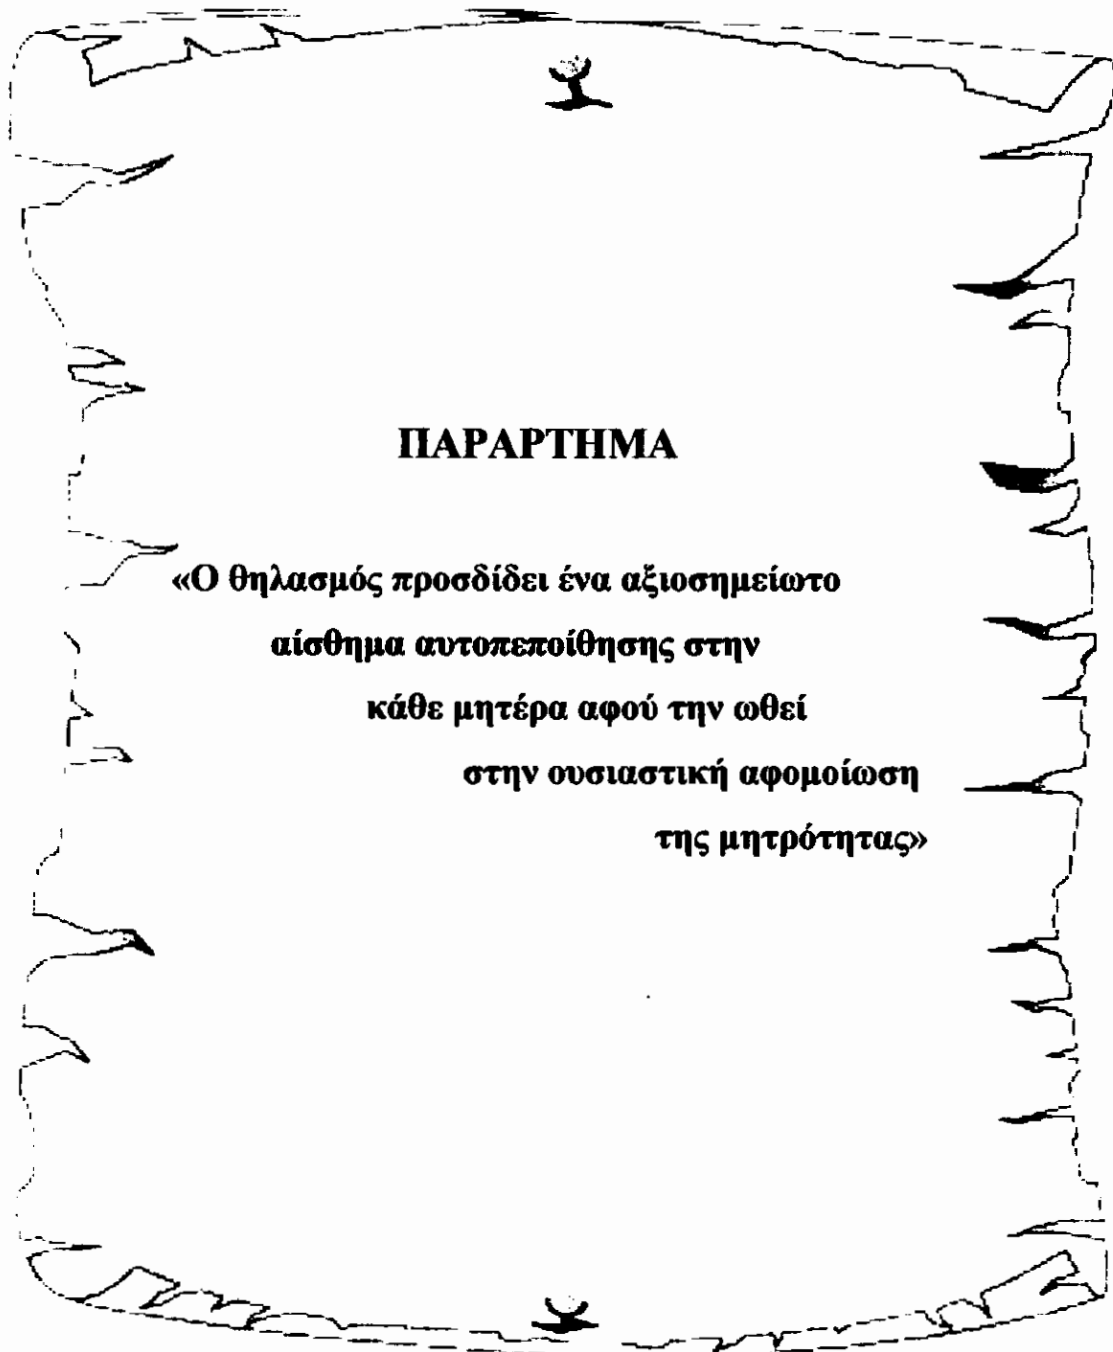 ΠΑΡΑΡΤΗΜΑ
«Ο θηλασμός προσδίδει ένα αξιοσημείωτο
αίσθημα αυτοπεποίθησης στην
κάθε μητέρα αφού την ωθεί
στην ουσιαστική αφομοίωση
της μητρότητας»